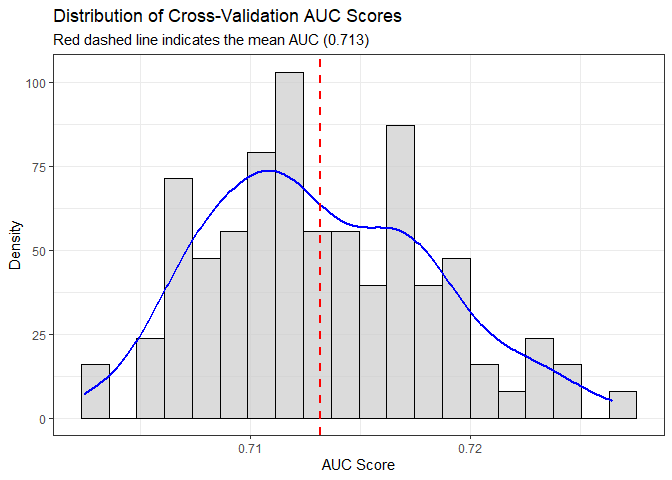 Distribution of Cross-Validation AUC Scores
Red dashed line indicates the mean AUC (0.713)
100
75
50
25
0
Density
0.71
0.72
AUC Score